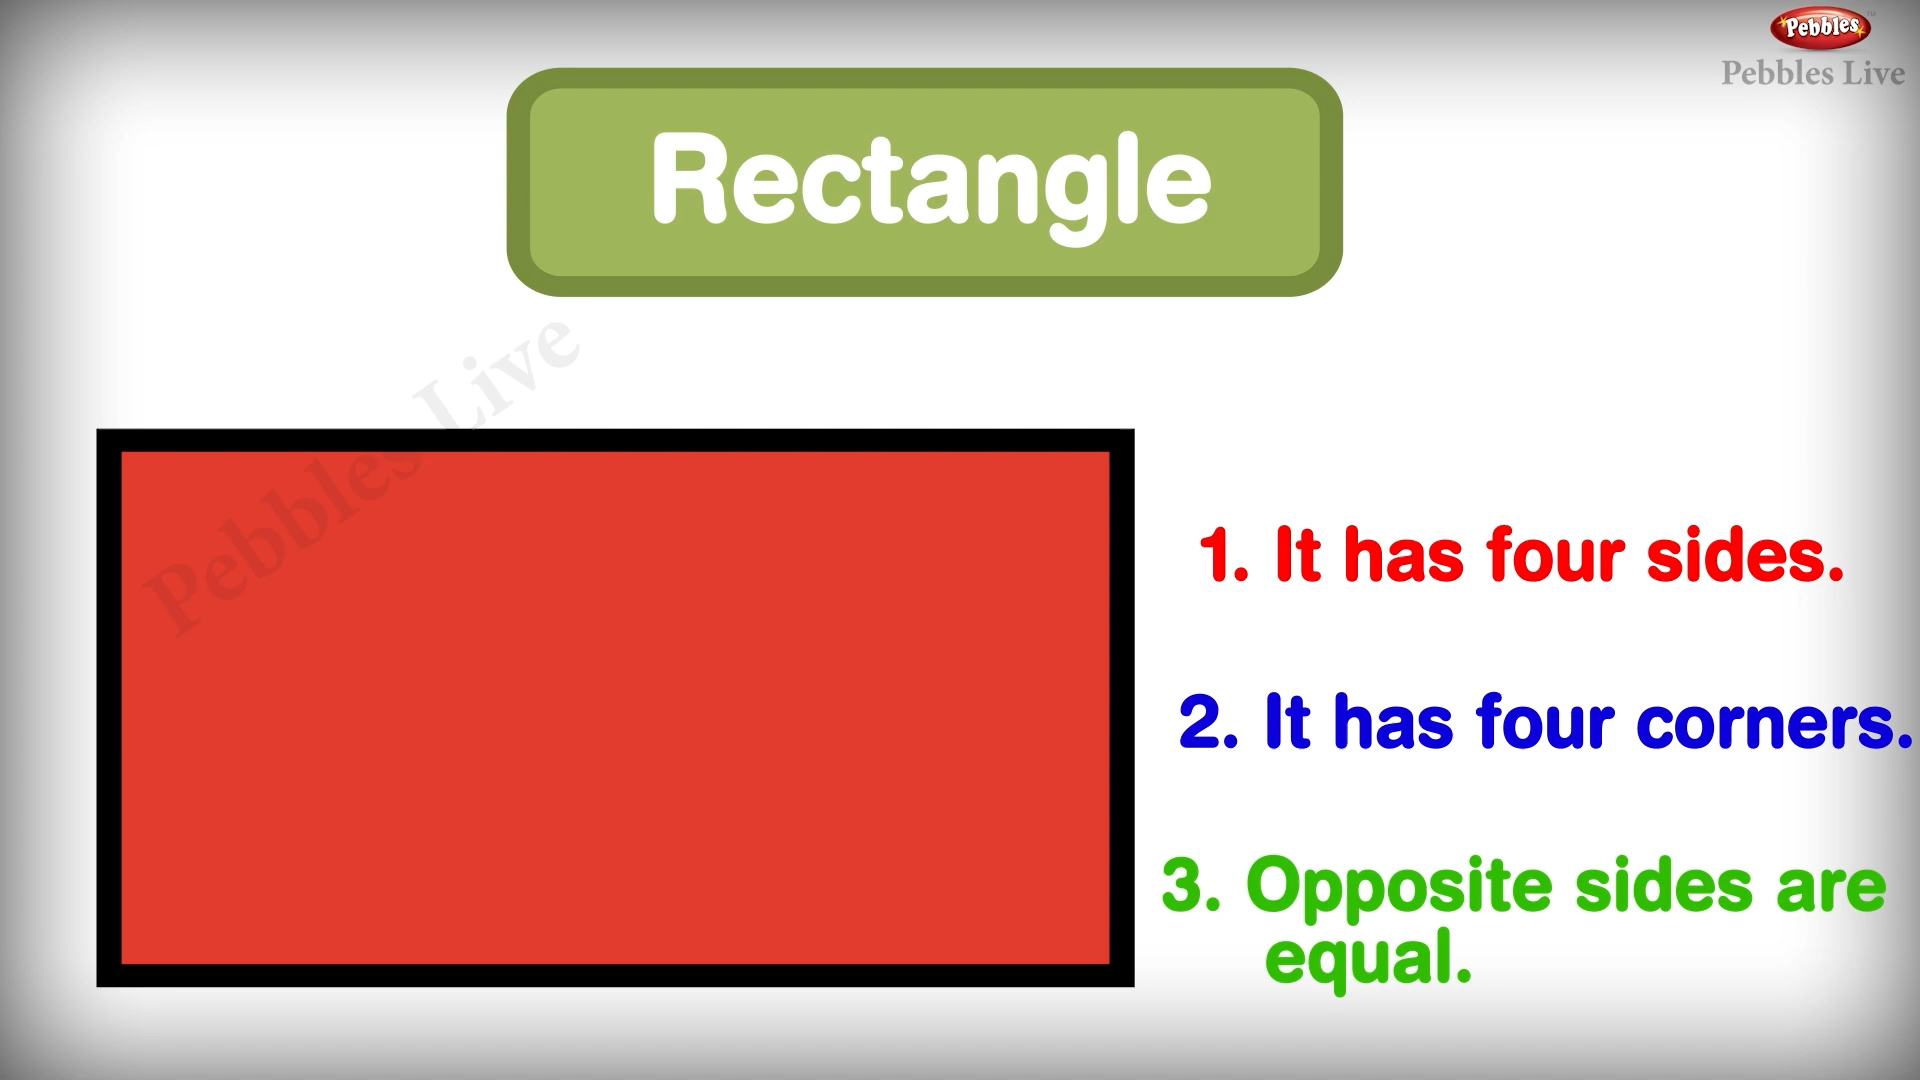 Pebbles
TM
Pebbles Live
Rectangle
Pebbles Live
1. It has four sides.
2. It has four corners.
3. Opposite sides are
equal.